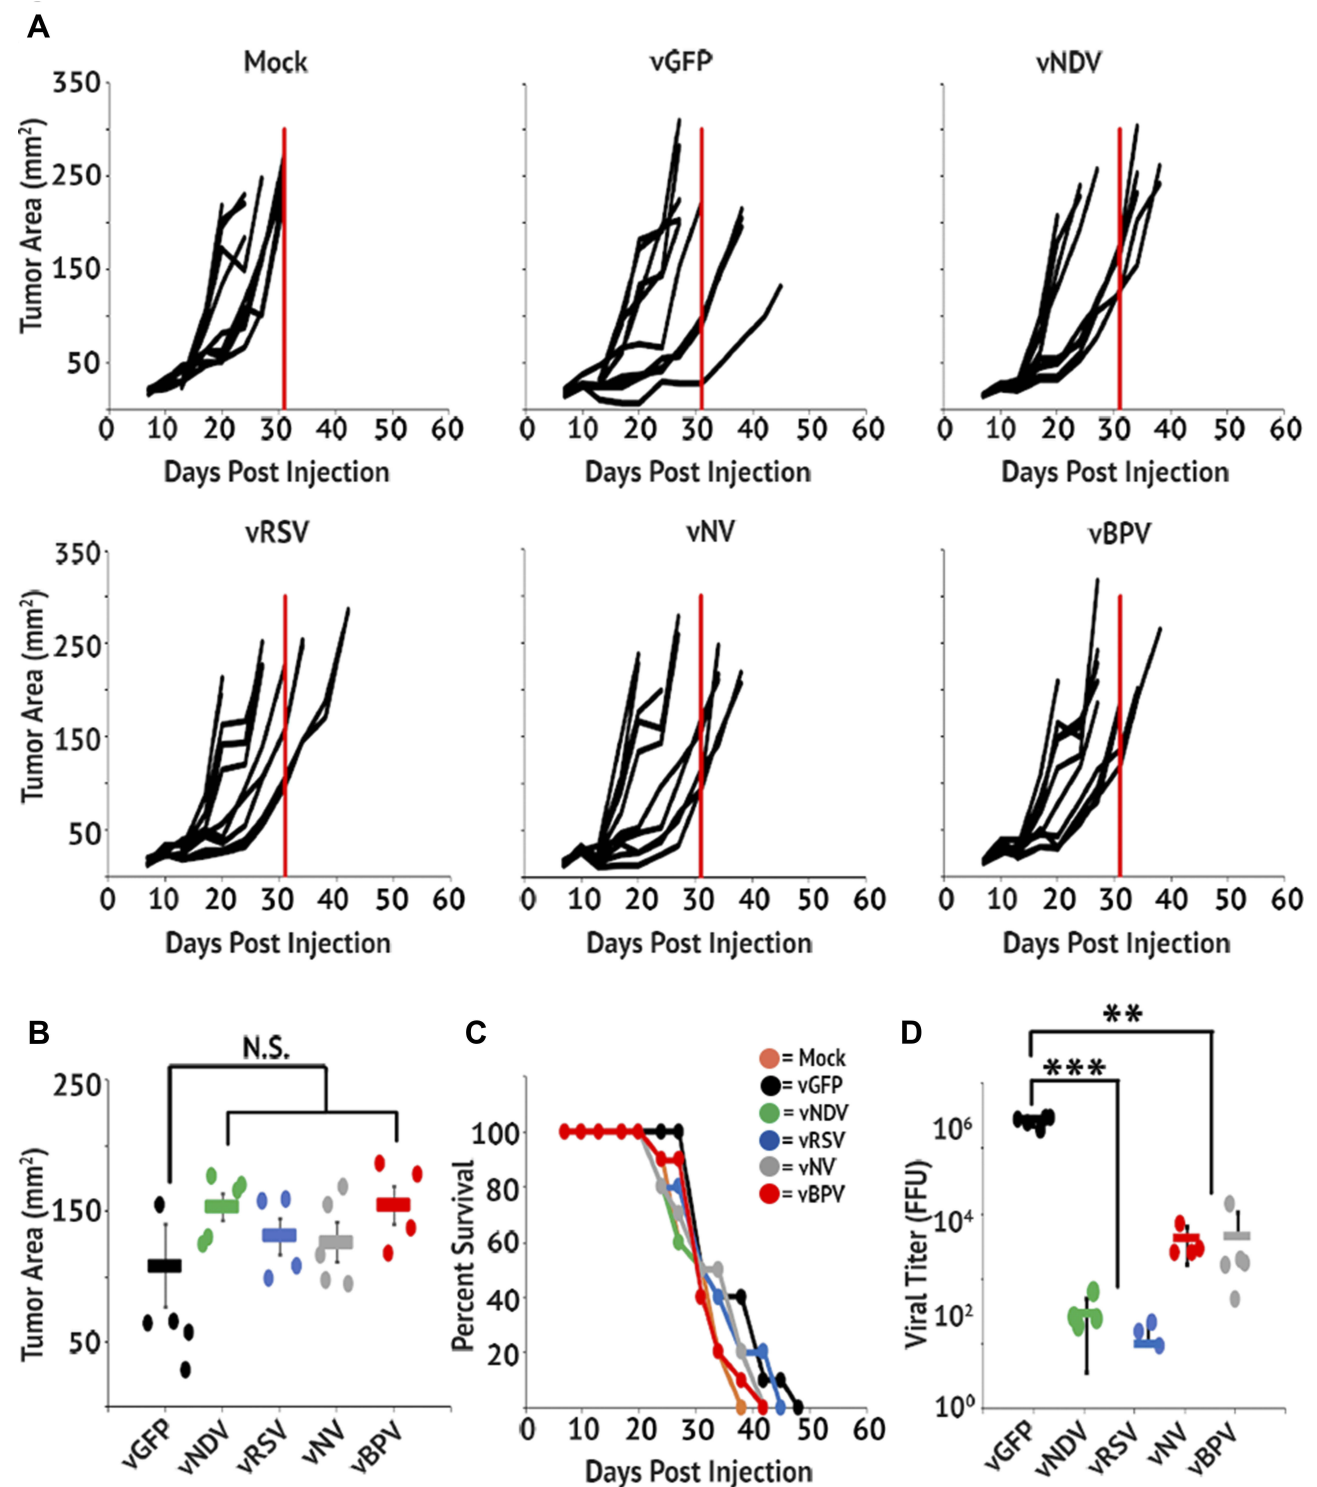 A
Mock
vGFP
vNDV
Tumor Area (mm²)
350
250
150
50
0 10 20 30 40 50 60
0 10 20 30 40 50 60
0 10 20 30 40 50 60
Days Post Injection
Days Post Injection
Days Post Injection
vRSV
vNV
vBPV
Tumor Area (mm²)
350
250
150
50
0 10 20 30 40 50 60
0 10 20 30 40 50 60
0 10 20 30 40 50 60
Days Post Injection
Days Post Injection
Days Post Injection
B
N.S.
Tumor Area (mm²)
250
150
50
vGFP
vNDV
vRSV
vNV
vBPV
C
= Mock
= vGFP
= vNDV
= vRSV
= vNV
= vBPV
Percent Survival
100
80
60
40
20
0 10 20 30 40 50 60
Days Post Injection
D
**
***
Viral Titer (FFU)
10⁶
10⁴
10²
10⁰
vGFP
vNDV
vRSV
vNV
vBPV